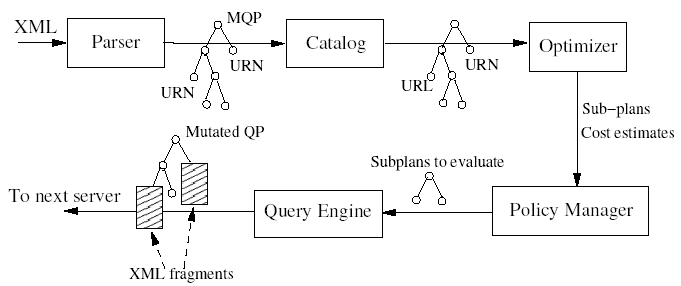 XML
Parser
MQP
URN
URN
Catalog
URN
URL
Optimizer
Sub-plans
Cost estimates
Mutated QP
Subplans to evaluate
To next server
Query Engine
Policy Manager
XML fragments